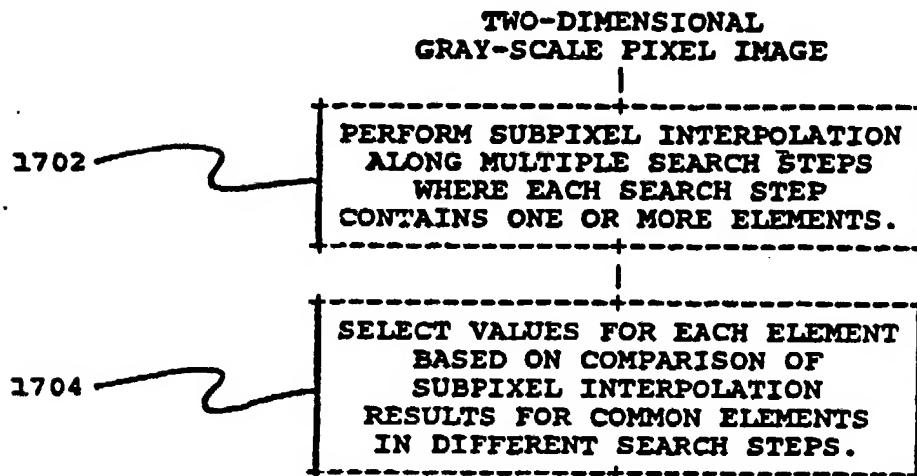 TWO-DIMENSIONAL
GRAY-SCALE PIXEL IMAGE
1702
PERFORM SUBPIXEL INTERPOLATION
ALONG MULTIPLE SEARCH STEPS
WHERE EACH SEARCH STEP
CONTAINS ONE OR MORE ELEMENTS.
1704
SELECT VALUES FOR EACH ELEMENT
BASED ON COMPARISON OF
SUBPIXEL INTERPOLATION
RESULTS FOR COMMON ELEMENTS
IN DIFFERENT SEARCH STEPS.